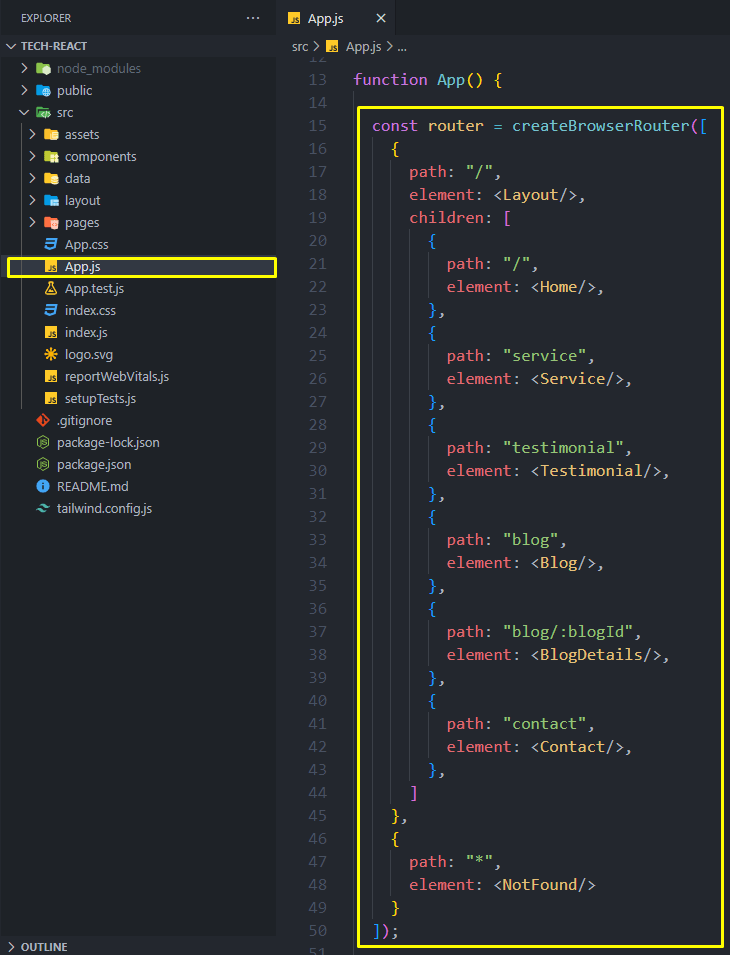 EXPLORER
···
TECH-REACT
node_modules
public
src
assets
components
data
layout
pages
App.css
App.js
App.test.js
index.css
index.js
logo.svg
reportWebVitals.js
setupTests.js
.gitignore
package-lock.json
package.json
README.md
tailwind.config.js
OUTLINE
JS App.js ×
src > JS App.js > ...
12
13 function App() {
14
15   const router = createBrowserRouter([
16     {
17       path: "/",
18       element: <Layout/>,
19       children: [
20         {
21           path: "/",
22           element: <Home/>,
23         },
24         {
25           path: "service",
26           element: <Service/>,
27         },
28         {
29           path: "testimonial",
30           element: <Testimonial/>,
31         },
32         {
33           path: "blog",
34           element: <Blog/>,
35         },
36         {
37           path: "blog/:blogId",
38           element: <BlogDetails/>,
39         },
40         {
41           path: "contact",
42           element: <Contact/>,
43         },
44       ]
45     },
46     {
47       path: "*",
48       element: <NotFound/>
49     }
50   ]);
51